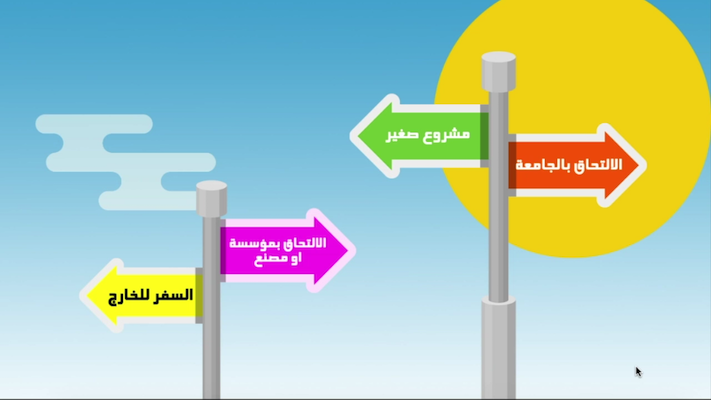 مشروع صغير
الالتحاق بالجامعة
الالتحاق بمؤسسة
او مصنع
السفر للخارج